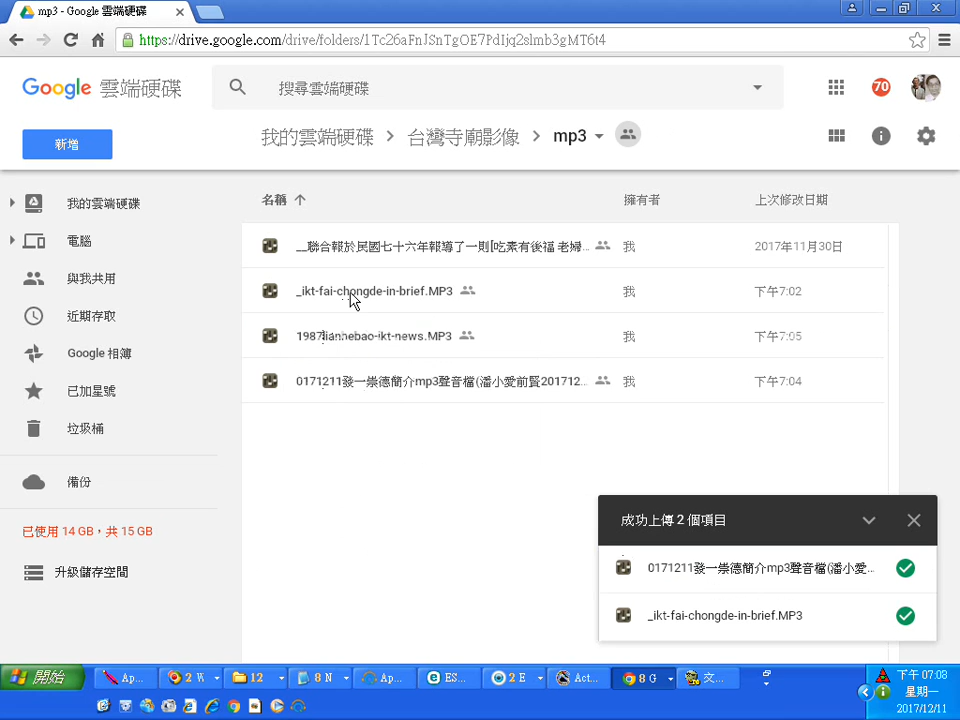 mp3 - Google 雲端硬碟
https://drive.google.com/drive/folders/1Tc26aFnJSnTgOE7PdIjq2slmb3gMT6t4
Google 雲端硬碟
搜尋雲端硬碟
70
新增
我的雲端硬碟 > 台灣寺廟影像 > mp3
我的雲端硬碟
電腦
與我共用
近期存取
Google 相簿
已加星號
垃圾桶
備份
已使用 14 GB，共 15 GB
升級儲存空間
名稱 擁有者 上次修改日期
__聯合報於民國七十六年報導了一則[吃素有後福 老婦... 我 2017年11月30日
_ikt-fai-chongde-in-brief.MP3 我 下午7:02
1987lianhebao-ikt-news.MP3 我 下午7:05
0171211發一崇德簡介mp3聲音檔(潘小愛前賢201712... 我 下午7:04
成功上傳 2 個項目
0171211發一崇德簡介mp3聲音檔(潘小愛...
_ikt-fai-chongde-in-brief.MP3
開始 Ap... 2 W 12 8 N Ap... ES... 2 E Act... 8 G 文...
下午 07:08
星期一
2017/12/11